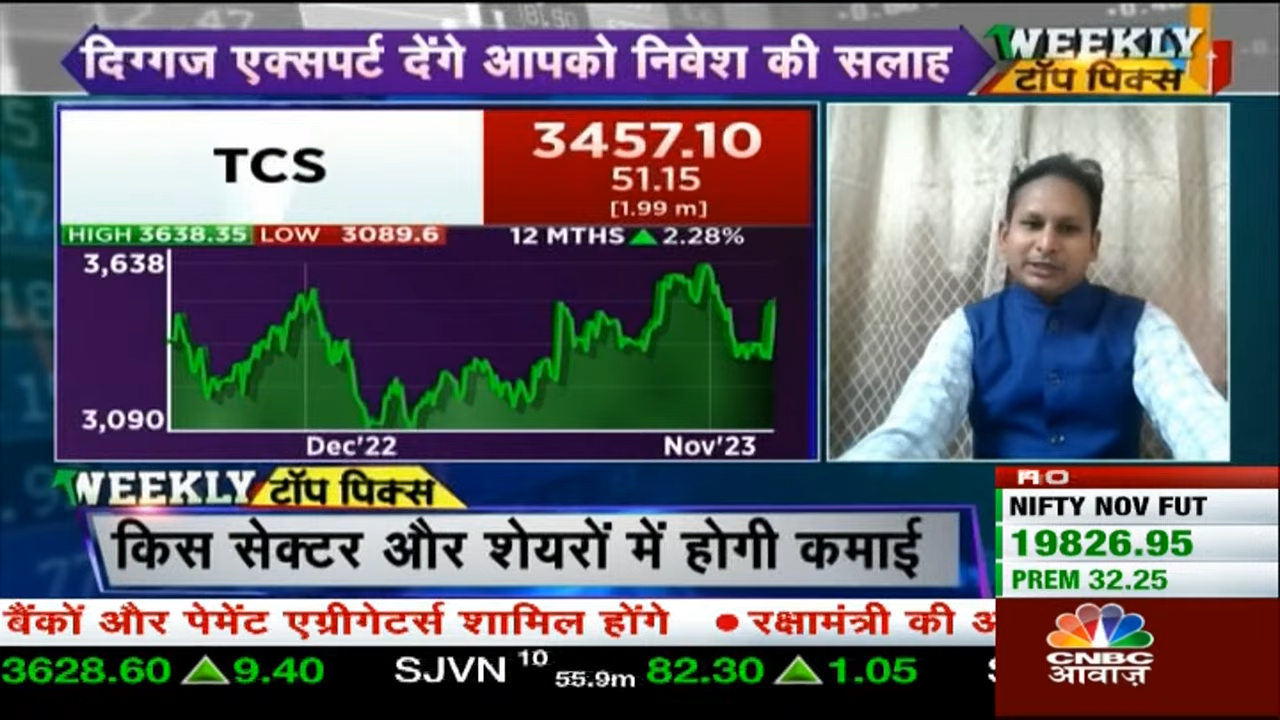 दिग्गज एक्सपर्ट देंगे आपको निवेश की सलाह
WEEKLY
टॉप पिक्स
TCS
3457.10
51.15
[1.99 m]
HIGH 3638.35 LOW 3089.6
12 MTHS ▲ 2.28%
3,638
3,090
Dec'22 Nov'23
WEEKLY टॉप पिक्स
किस सेक्टर और शेयरों में होगी कमाई
NIFTY NOV FUT
19826.95
PREM 32.25
बैंकों और पेमेंट एग्रीगेटर्स शामिल होंगे ● रक्षामंत्री की
CNBC
आवाज़
3628.60 ▲ 9.40 SJVN 10 55.9m 82.30 ▲ 1.05